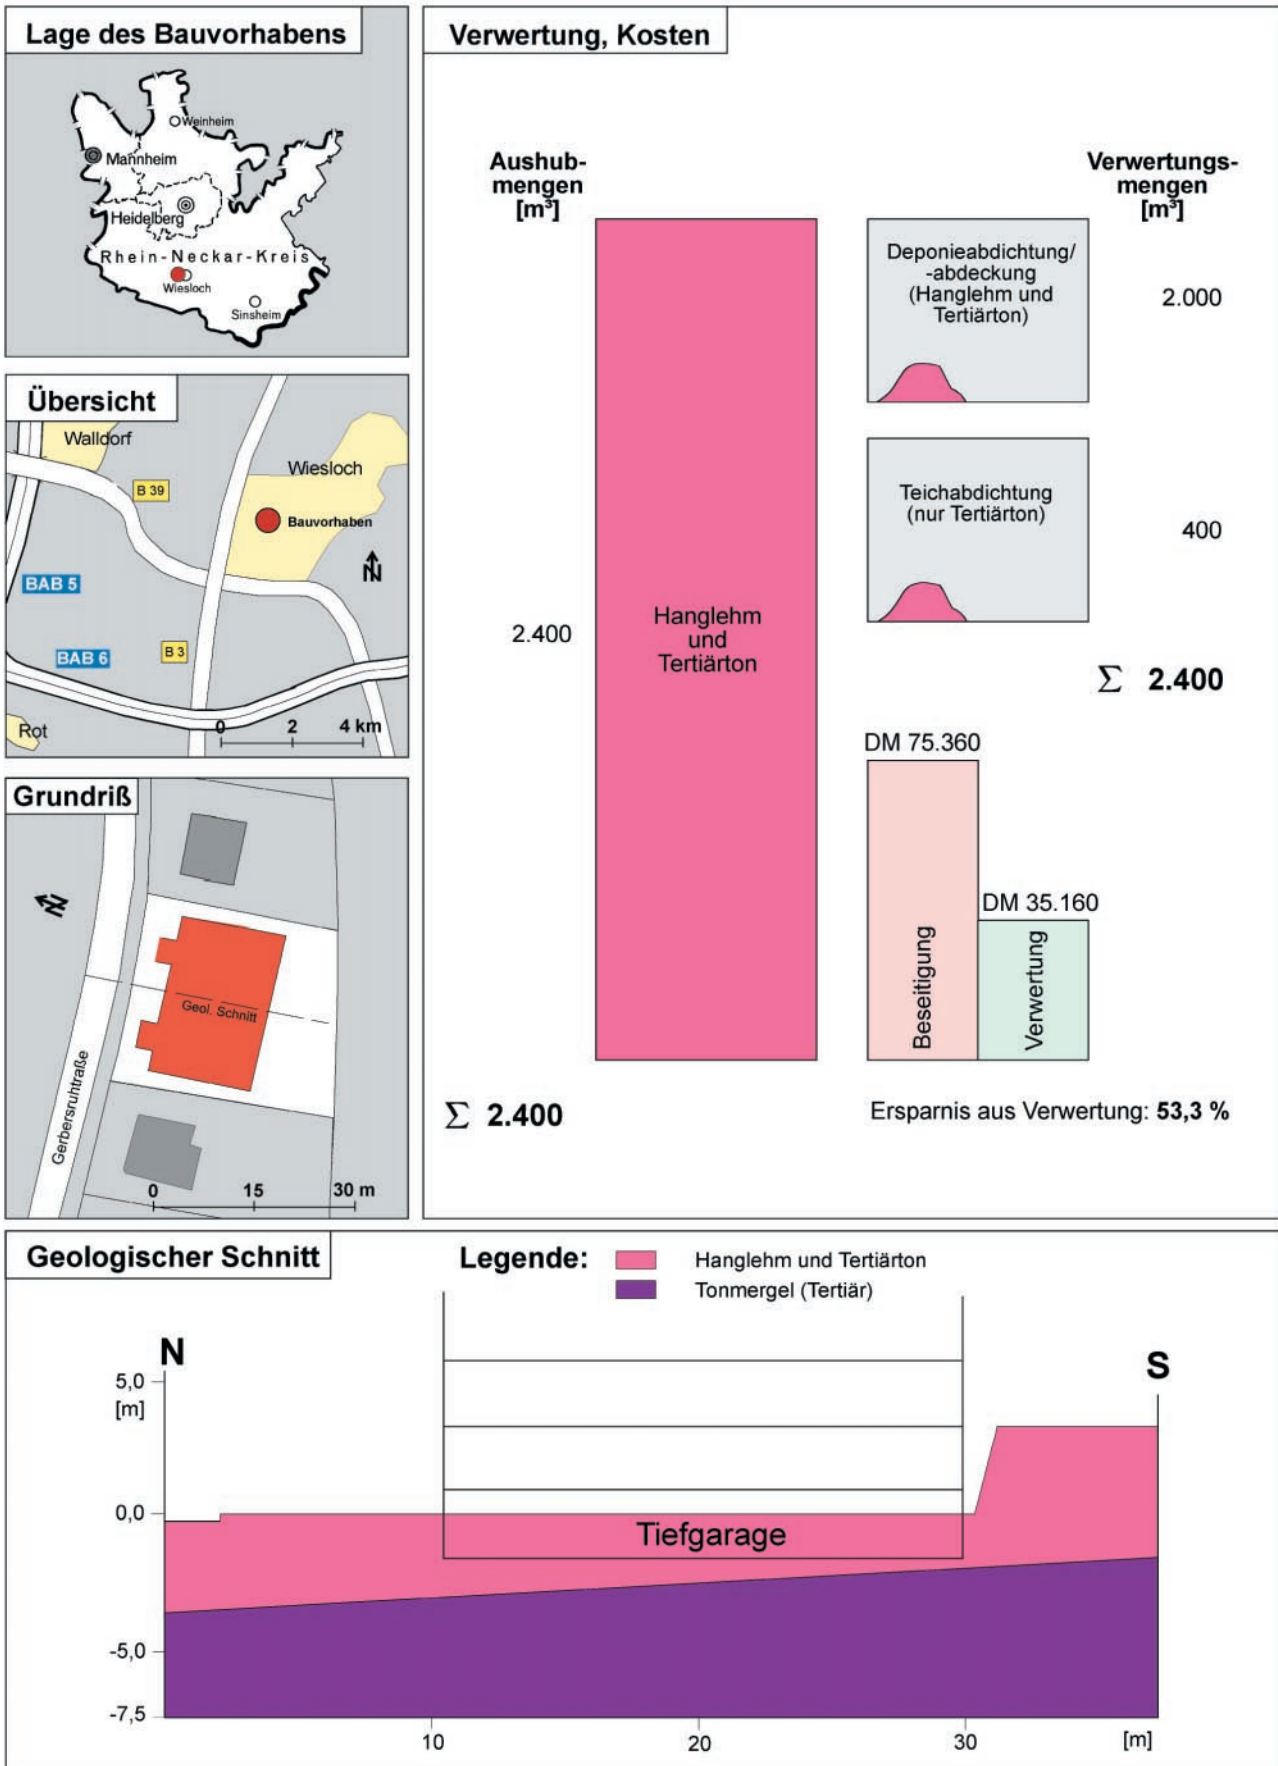 Lage des Bauvorhabens
Weinheim
Mannheim
Heidelberg
Rhein-Neckar-Kreis
Wiesloch
Sinsheim
Übersicht
Walldorf
Wiesloch
B 39
Bauvorhaben
N
BAB 5
BAB 6
B 3
Rot
0 2 4 km
Grundriß
N
Geol. Schnitt
Gerbersruhtraße
0 15 30 m
Verwertung, Kosten
Aushub-
mengen
[m³]
Verwertungs-
mengen
[m³]
Deponieabdichtung/
-abdeckung
(Hanglehm und
Tertiärton)
2.000
Teichabdichtung
(nur Tertiärton)
400
2.400
Hanglehm
und
Tertiärton
Σ 2.400
DM 75.360
DM 35.160
Beseitigung
Verwertung
Σ 2.400
Ersparnis aus Verwertung: 53,3 %
Geologischer Schnitt
Legende:
Hanglehm und Tertiärton
Tonmergel (Tertiär)
N
S
5,0
[m]
0,0
Tiefgarage
-5,0
-7,5
10 20 30 [m]